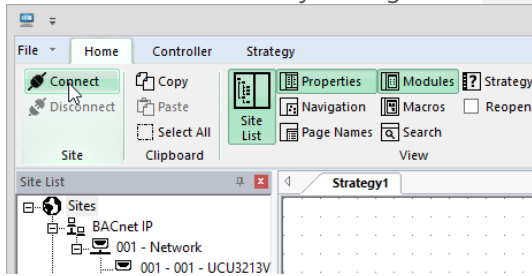 File Home Controller Strategy
Connect Copy Properties Modules Strategy
Disconnect Paste Site List Navigation Macros Reopen
Select All Page Names Search
Site Clipboard View
Site List Strategy1
Sites
BACnet IP
001 - Network
001 - 001 - UCU3213V